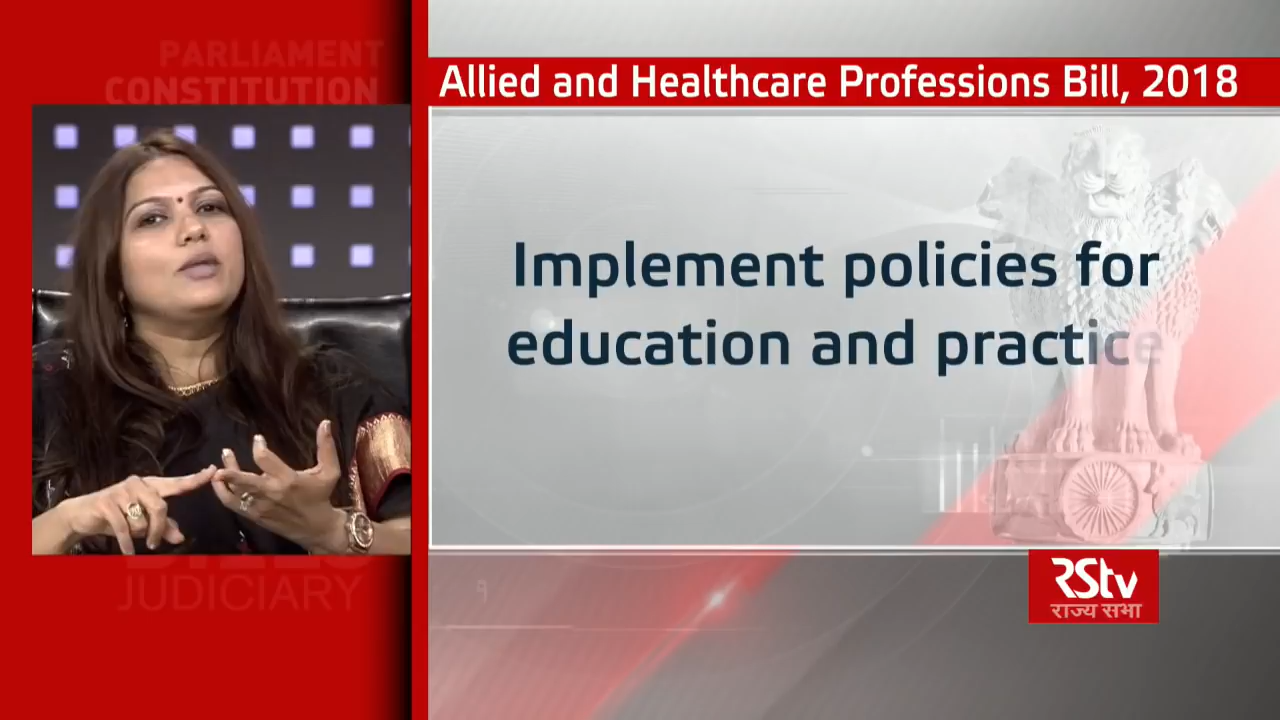 PARLIAMENT
CONSTITUTION
JUDICIARY
Allied and Healthcare Professions Bill, 2018
Implement policies for
education and practice
RStv
राज्य सभा